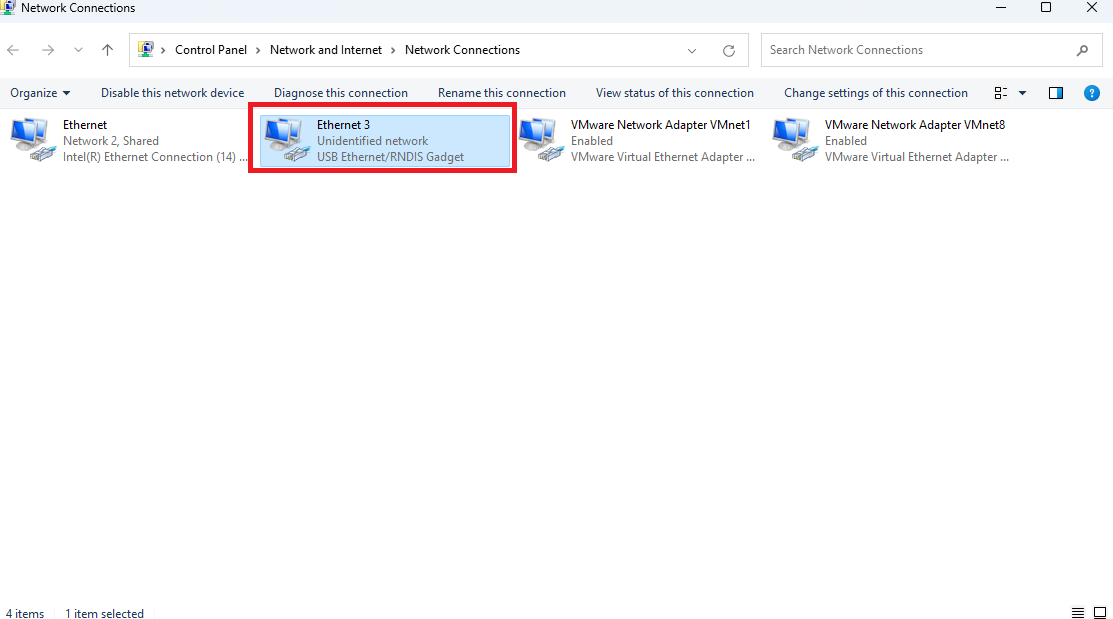 Network Connections
Control Panel > Network and Internet > Network Connections
Search Network Connections
Organize
Disable this network device
Diagnose this connection
Rename this connection
View status of this connection
Change settings of this connection
?
Ethernet
Network 2, Shared
Intel(R) Ethernet Connection (14) ...
Ethernet 3
Unidentified network
USB Ethernet/RNDIS Gadget
VMware Network Adapter VMnet1
Enabled
VMware Virtual Ethernet Adapter ...
VMware Network Adapter VMnet8
Enabled
VMware Virtual Ethernet Adapter ...
4 items
1 item selected